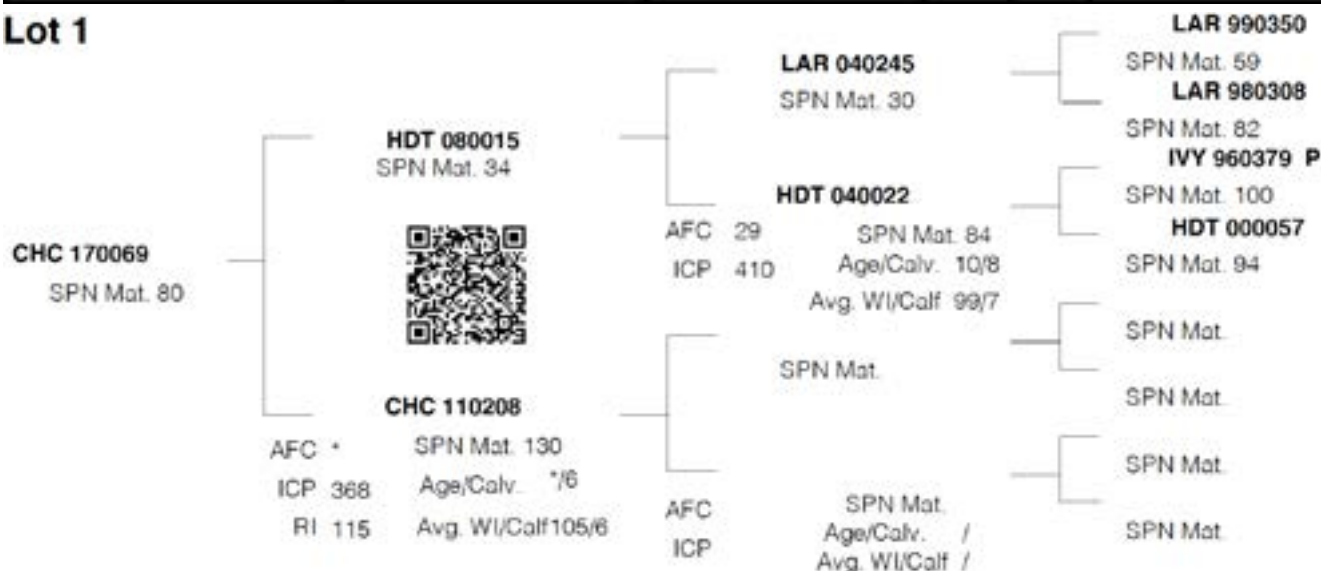 Lot 1
LAR 990350
LAR 040245
SPN Mat. 59
SPN Mat. 30
LAR 980308
HDT 080015
SPN Mat. 82
SPN Mat. 34
IVY 960379 P
HDT 040022
SPN Mat. 100
AFC 29
SPN Mat. 84
HDT 000057
CHC 170069
ICP 410
Age/Calv. 10/8
SPN Mat. 94
SPN Mat. 80
Avg. WI/Calf 99/7
SPN Mat.
SPN Mat.
CHC 110208
SPN Mat.
AFC *
SPN Mat. 130
SPN Mat.
ICP 368
Age/Calv. */6
AFC
SPN Mat.
RI 115
Avg. WI/Calf 105/6
Age/Calv. /
SPN Mat.
ICP
Avg. WI/Calf /